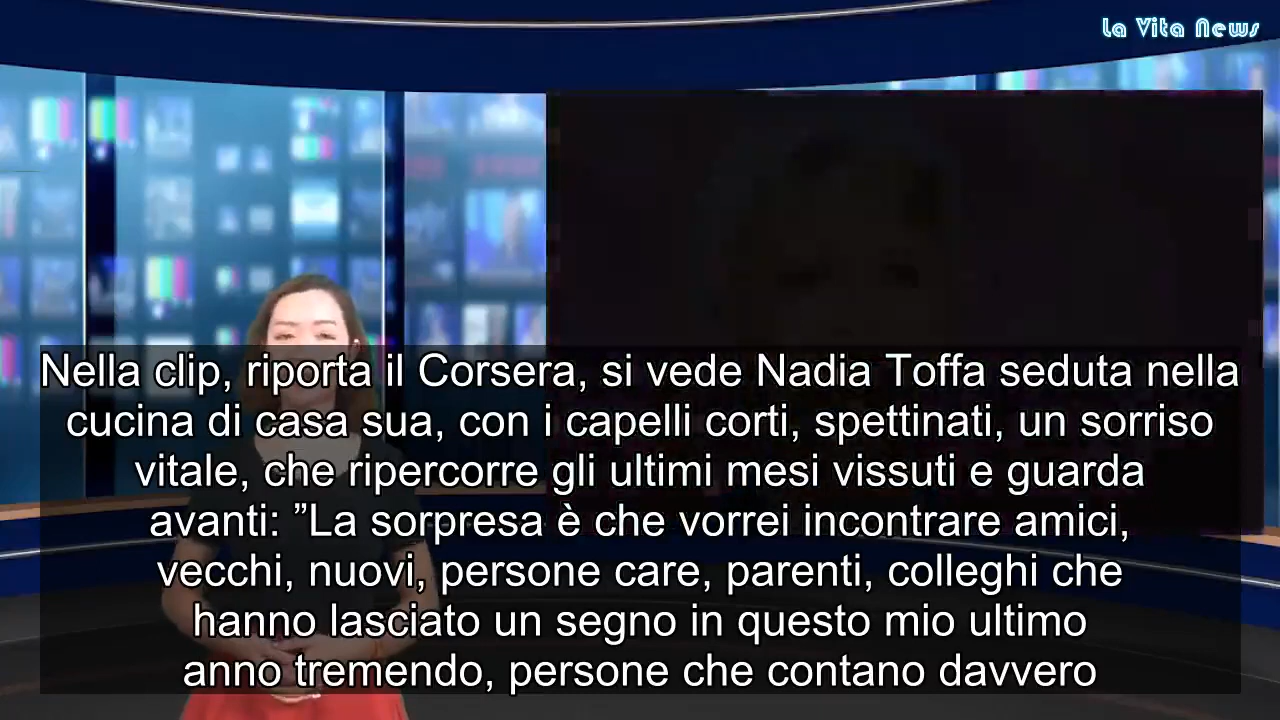 La Vita News
Nella clip, riporta il Corsera, si vede Nadia Toffa seduta nella
cucina di casa sua, con i capelli corti, spettinati, un sorriso
vitale, che ripercorre gli ultimi mesi vissuti e guarda
avanti: ”La sorpresa è che vorrei incontrare amici,
vecchi, nuovi, persone care, parenti, colleghi che
hanno lasciato un segno in questo mio ultimo
anno tremendo, persone che contano davvero